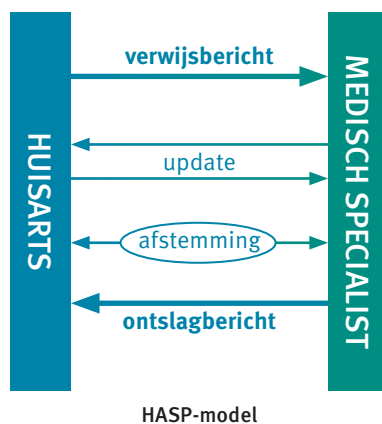 verwijsbericht
HUISARTS
MEDISCH SPECIALIST
update
afstemming
ontslagbericht
HASP-model